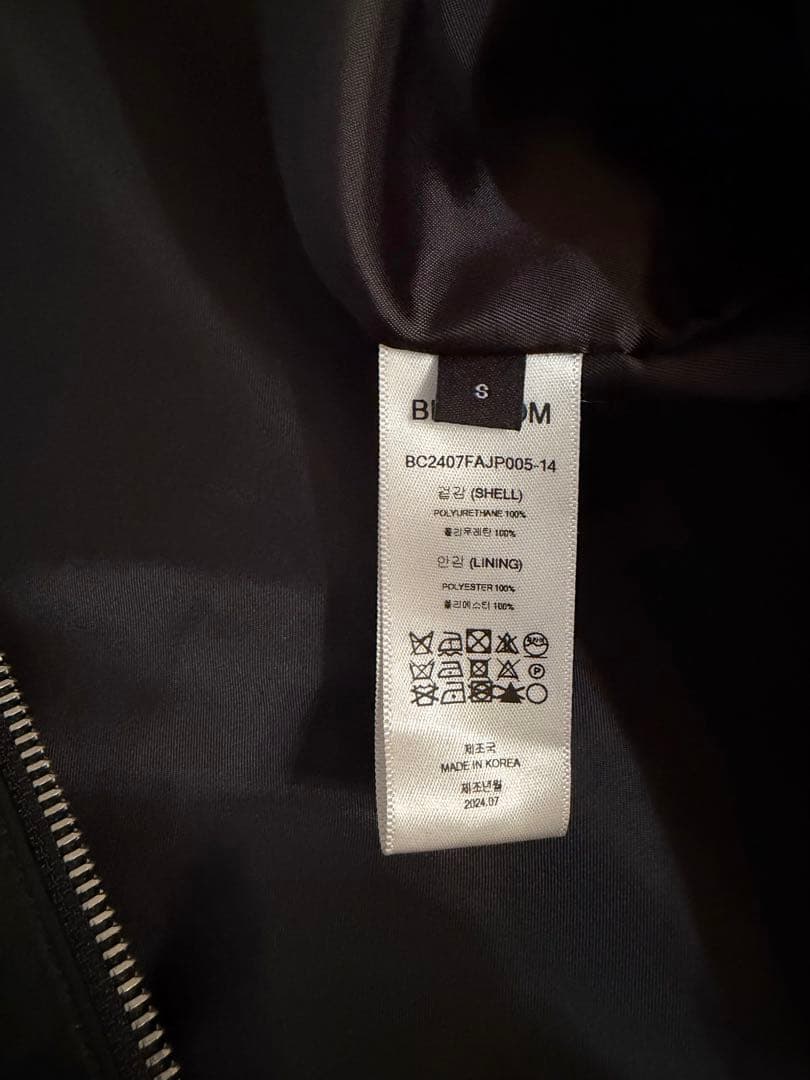 S
BC2407FAJP005-14
겉감 (SHELL)
POLYURETHANE 100%
폴리우레탄 100%
안감 (LINING)
POLYESTER 100%
폴리에스터 100%
제조국
MADE IN KOREA
제조년월
2024.07